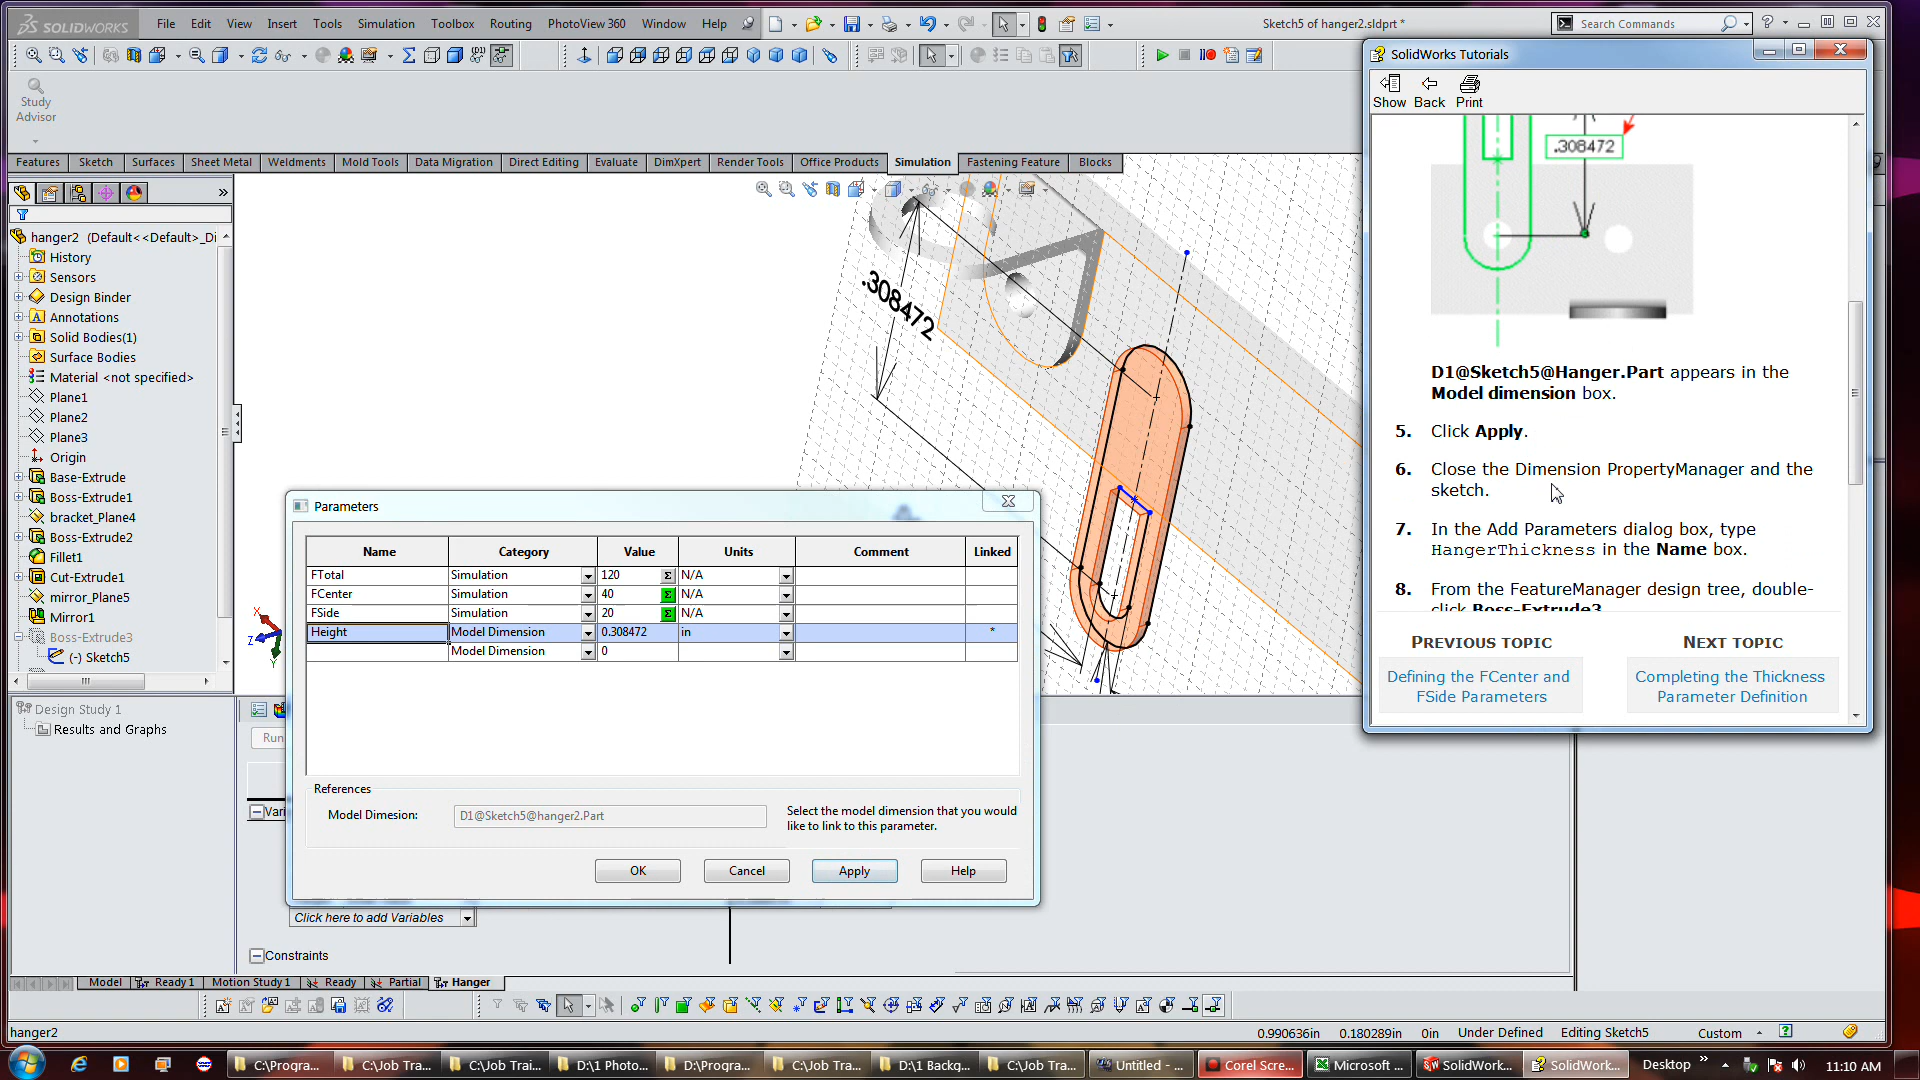 SOLIDWORKS
File Edit View Insert Tools Simulation Toolbox Routing PhotoView 360 Window Help
Sketch5 of hanger2.sldprt *
Search Commands
Study
Advisor
Features Sketch Surfaces Sheet Metal Weldments Mold Tools Data Migration Direct Editing Evaluate DimXpert Render Tools Office Products Simulation Fastening Feature Blocks
hanger2 (Default<<Default>_Di
History
Sensors
Design Binder
Annotations
Solid Bodies(1)
Surface Bodies
Material <not specified>
Plane1
Plane2
Plane3
Origin
Base-Extrude
Boss-Extrude1
bracket_Plane4
Boss-Extrude2
Fillet1
Cut-Extrude1
mirror_Plane5
Mirror1
Boss-Extrude3
(-) Sketch5
.308472
X
Z
Y
Design Study 1
Results and Graphs
Run
Vari
Parameters
Name Category Value Units Comment Linked
FTotal Simulation 120 Σ N/A
FCenter Simulation 40 Σ N/A
FSide Simulation 20 Σ N/A
Height Model Dimension 0.308472 in *
Model Dimension 0
References
Model Dimesion: D1@Sketch5@hanger2.Part
Select the model dimension that you would
like to link to this parameter.
OK Cancel Apply Help
Click here to add Variables
Constraints
Model Ready 1 Motion Study 1 Ready Partial Hanger
hanger2
0.990636in 0.180289in 0in Under Defined Editing Sketch5 Custom
SolidWorks Tutorials
Show Back Print
.308472
D1@Sketch5@Hanger.Part appears in the
Model dimension box.
5. Click Apply.
6. Close the Dimension PropertyManager and the
sketch.
7. In the Add Parameters dialog box, type
HangerThickness in the Name box.
8. From the FeatureManager design tree, double-
click Boss-Extrude3
PREVIOUS TOPIC
Defining the FCenter and
FSide Parameters
NEXT TOPIC
Completing the Thickness
Parameter Definition
C:\Progra... C:\Job Tra... C:\Job Trai... D:\1 Photo... D:\Progra... C:\Job Tra... D:\1 Backg... C:\Job Tra... Untitled - ... Corel Scre... Microsoft ... SolidWork... SolidWork... Desktop 11:10 AM